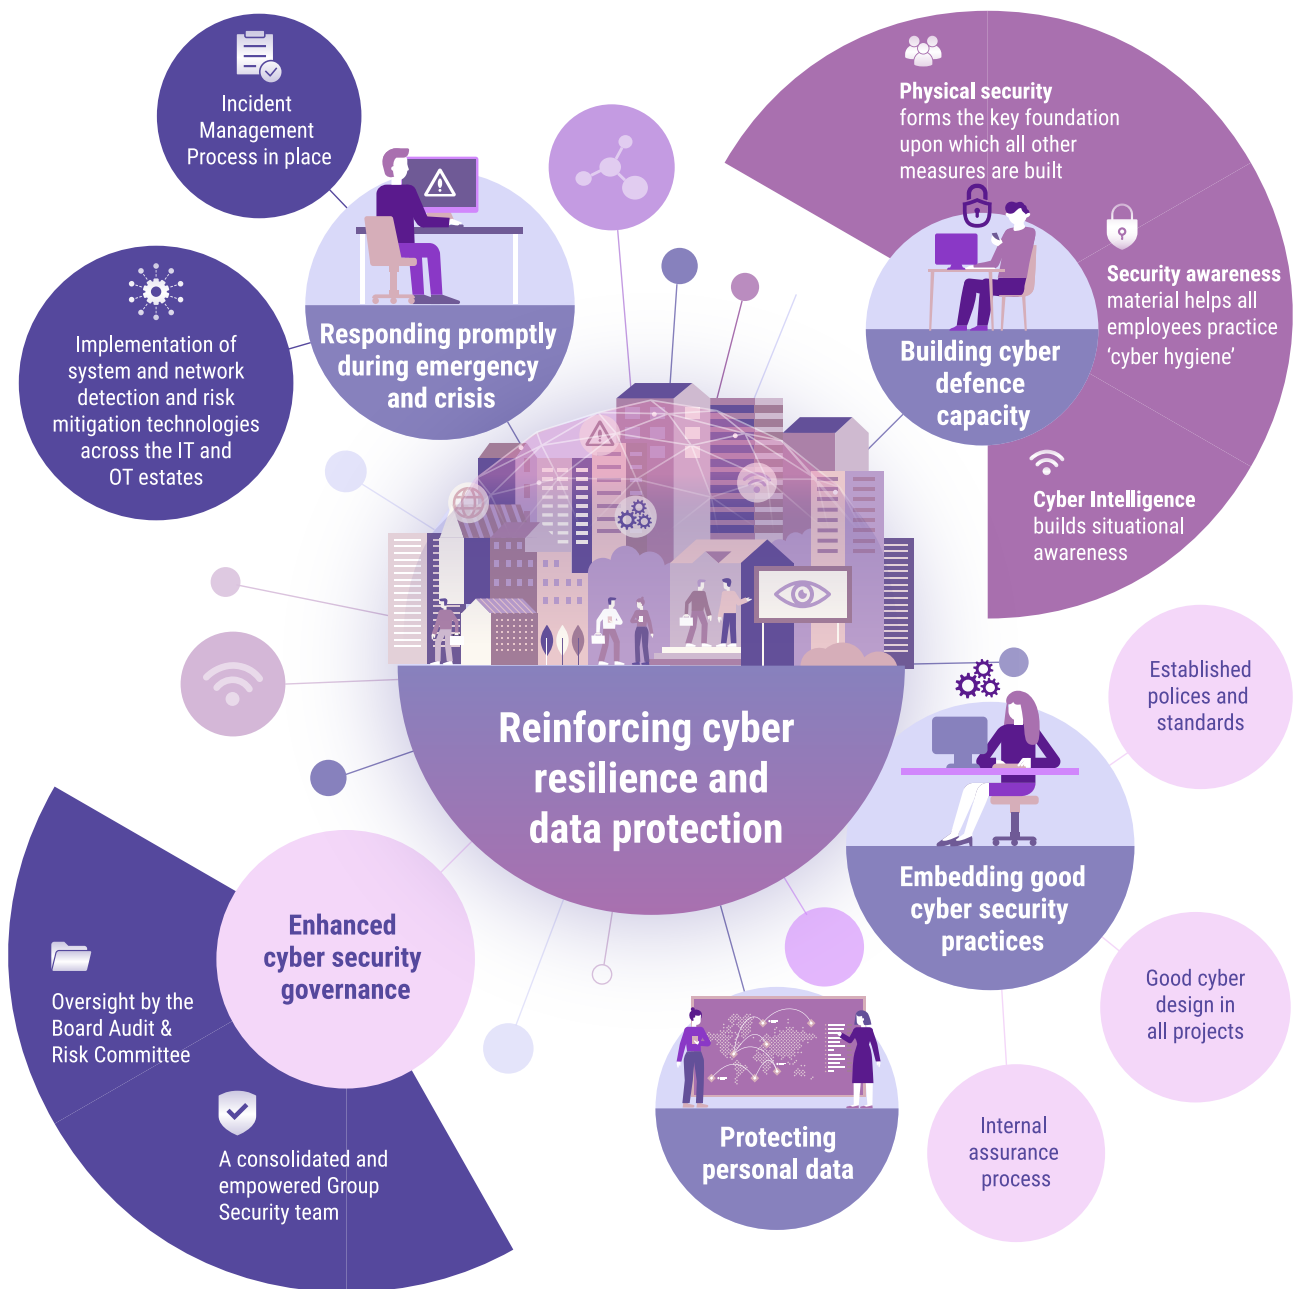 Incident
Management
Process in place
Implementation of
system and network
detection and risk
mitigation technologies
across the IT and
OT estates
Responding promptly
during emergency
and crisis
Physical security
forms the key foundation
upon which all other
measures are built
Security awareness
material helps all
employees practice
‘cyber hygiene’
Cyber Intelligence
builds situational
awareness
Building cyber
defence
capacity
Reinforcing cyber
resilience and
data protection
Established
polices and
standards
Embedding good
cyber security
practices
Good cyber
design in
all projects
Internal
assurance
process
Protecting
personal data
Enhanced
cyber security
governance
Oversight by the
Board Audit &
Risk Committee
A consolidated and
empowered Group
Security team